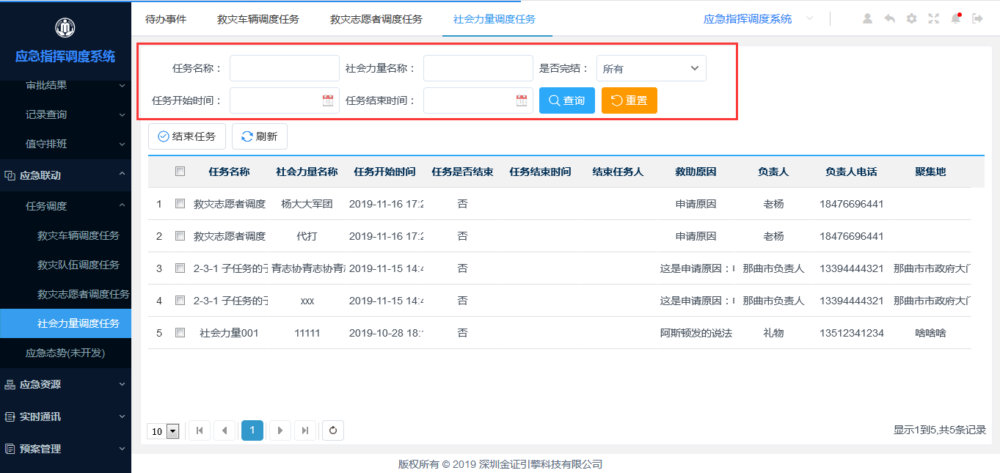 待办事件 救灾车辆调度任务 救灾志愿者调度任务 社会力量调度任务 应急指挥调度系统
应急指挥调度系统
审批结果
记录查询
值守排班
应急联动
任务调度
救灾车辆调度任务
救灾队伍调度任务
救灾志愿者调度任务
社会力量调度任务
应急态势(未开发)
应急资源
实时通讯
预案管理
任务名称： 社会力量名称： 是否完结： 所有
任务开始时间： 任务结束时间： 查询 重置
结束任务 刷新
任务名称 社会力量名称 任务开始时间 任务是否结束 任务结束时间 结束任务人 救助原因 负责人 负责人电话 聚集地
1 救灾志愿者调度 杨大大军团 2019-11-16 17:2 否 申请原因 老杨 18476696441
2 救灾志愿者调度 代打 2019-11-16 17:2 否 申请原因 老杨 18476696441
3 2-3-1 子任务的子 青志协青志协青志 2019-11-15 14:4 否 这是申请原因：申 那曲市负责人 13394444321 那曲市市政府大门
4 2-3-1 子任务的子 xxx 2019-11-15 14:4 否 这是申请原因：申 那曲市负责人 13394444321 那曲市市政府大门
5 社会力量001 11111 2019-10-28 18: 否 阿斯顿发的说法 礼物 13512341234 啥啥啥
10 1 显示1到5,共5条记录
版权所有 © 2019 深圳金证引擎科技有限公司